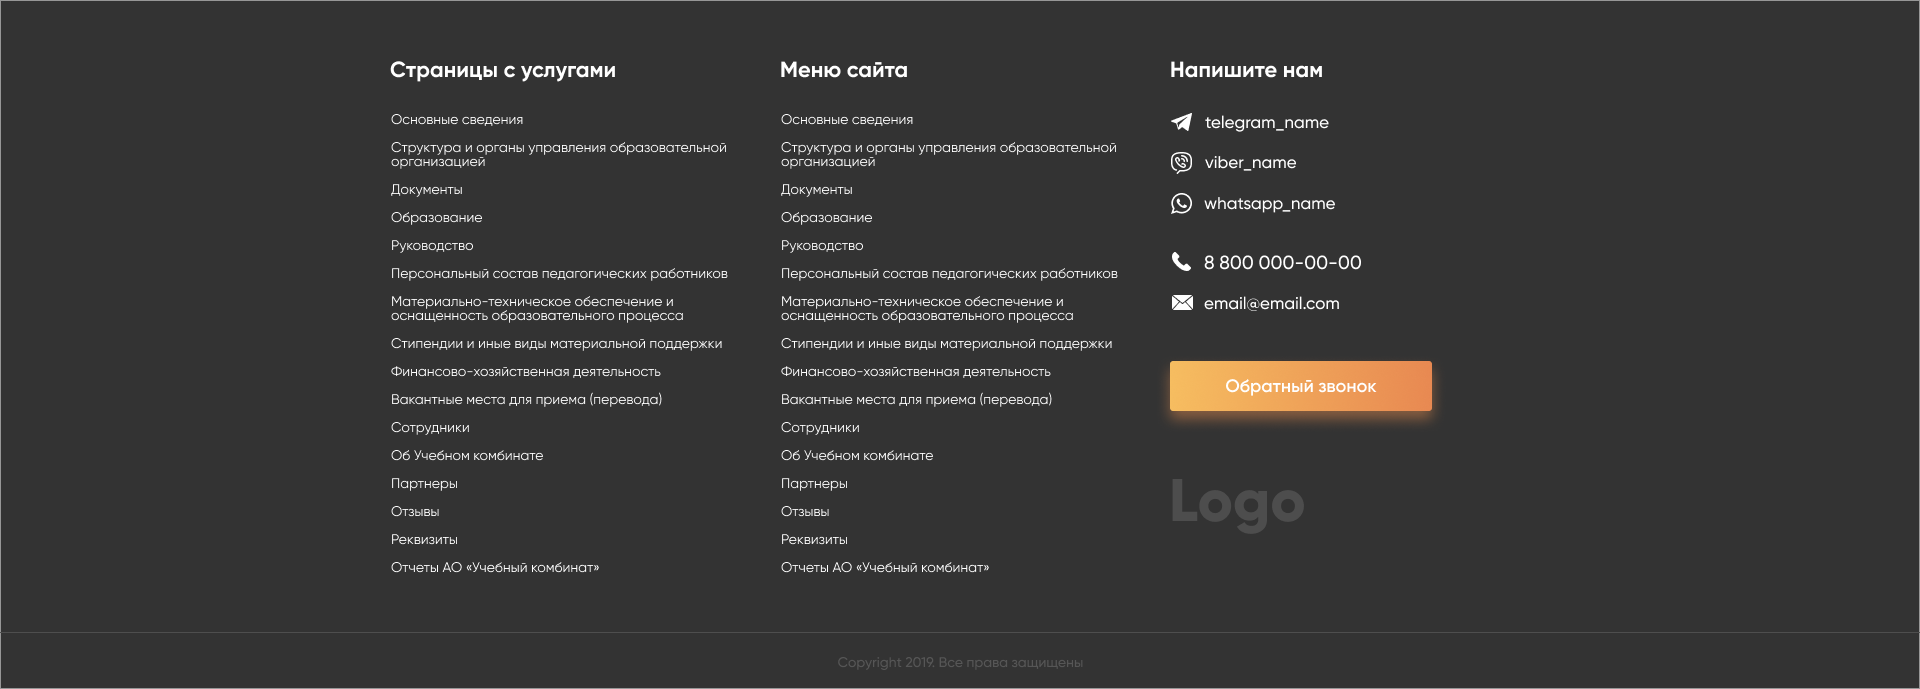 Страницы с услугами
Основные сведения
Структура и органы управления образовательной
организацией
Документы
Образование
Руководство
Персональный состав педагогических работников
Материально-техническое обеспечение и
оснащенность образовательного процесса
Стипендии и иные виды материальной поддержки
Финансово-хозяйственная деятельность
Вакантные места для приема (перевода)
Сотрудники
Об Учебном комбинате
Партнеры
Отзывы
Реквизиты
Отчеты АО «Учебный комбинат»
Меню сайта
Основные сведения
Структура и органы управления образовательной
организацией
Документы
Образование
Руководство
Персональный состав педагогических работников
Материально-техническое обеспечение и
оснащенность образовательного процесса
Стипендии и иные виды материальной поддержки
Финансово-хозяйственная деятельность
Вакантные места для приема (перевода)
Сотрудники
Об Учебном комбинате
Партнеры
Отзывы
Реквизиты
Отчеты АО «Учебный комбинат»
Напишите нам
telegram_name
viber_name
whatsapp_name
8 800 000-00-00
email@email.com
Обратный звонок
Logo
Copyright 2019. Все права защищены